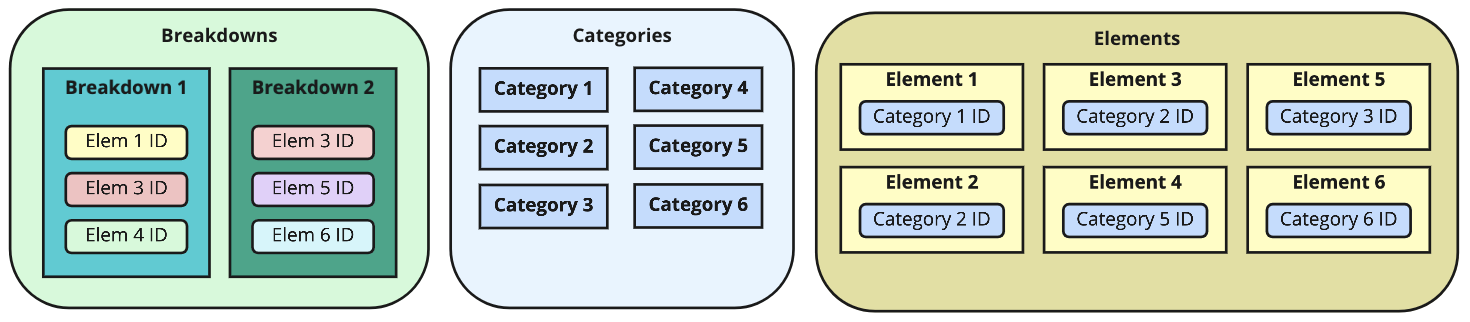 Breakdowns
Breakdown 1
Elem 1 ID
Elem 3 ID
Elem 4 ID
Breakdown 2
Elem 3 ID
Elem 5 ID
Elem 6 ID
Categories
Category 1
Category 2
Category 3
Category 4
Category 5
Category 6
Elements
Element 1
Category 1 ID
Element 2
Category 2 ID
Element 3
Category 2 ID
Element 4
Category 5 ID
Element 5
Category 3 ID
Element 6
Category 6 ID